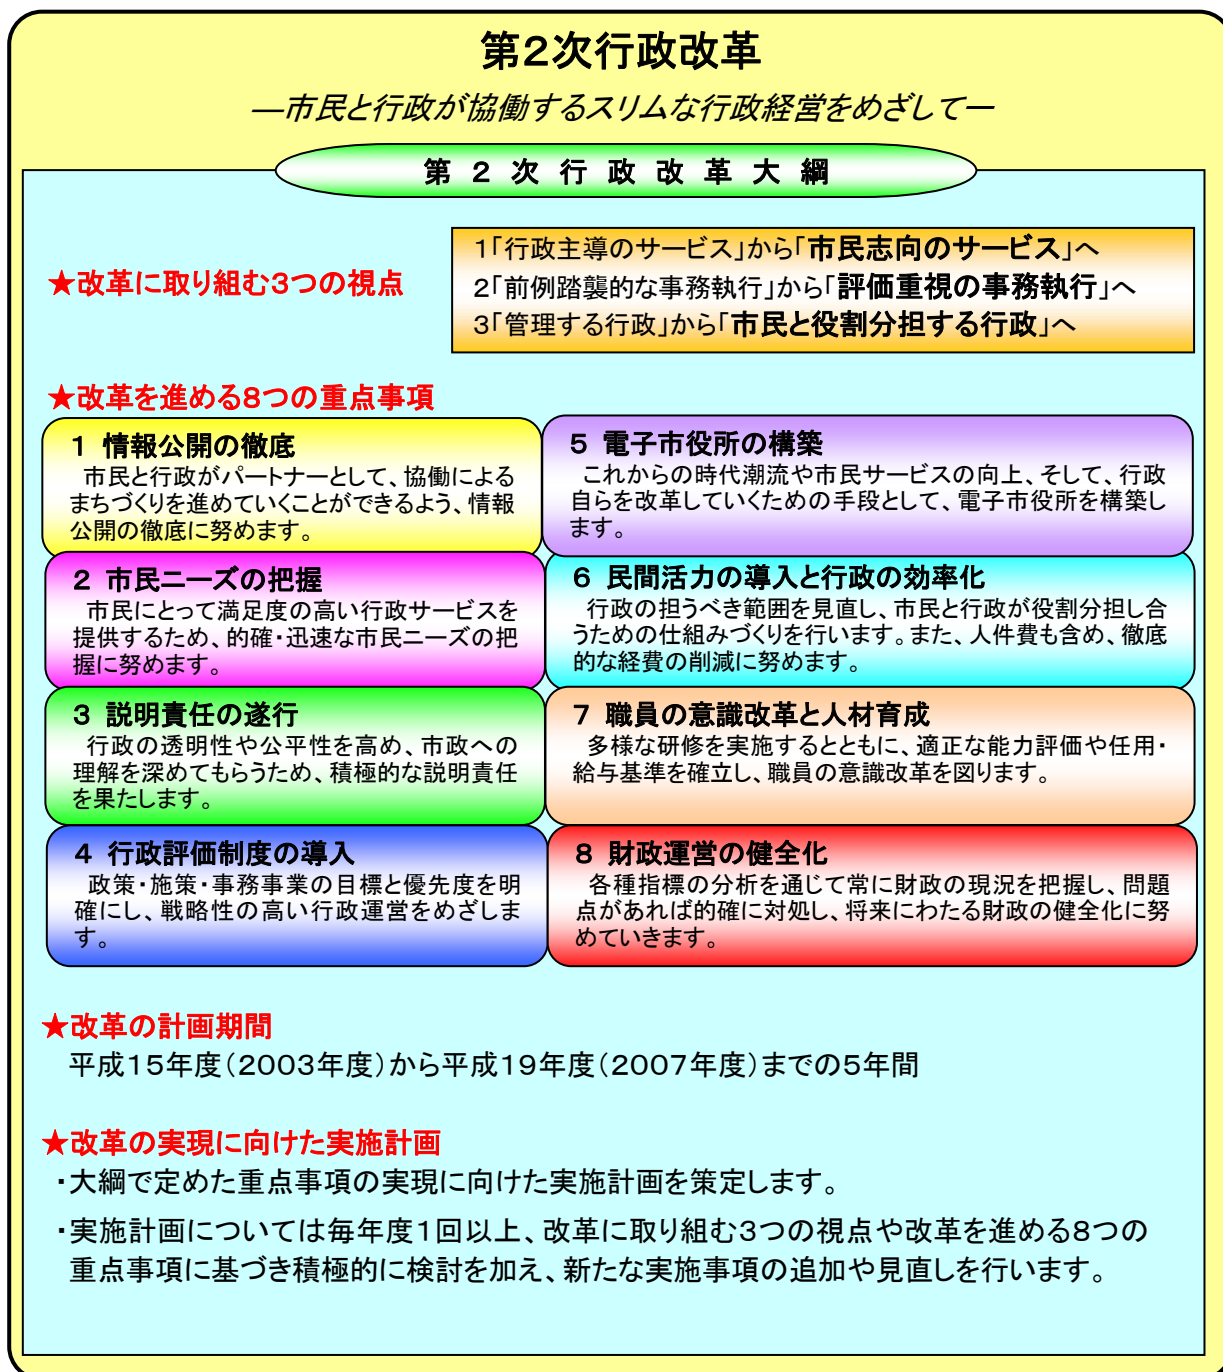 第2次行政改革
―市民と行政が協働するスリムな行政経営をめざして―
第2次行政改革大綱
★改革に取り組む3つの視点
1「行政主導のサービス」から「市民志向のサービス」へ
2「前例踏襲的な事務執行」から「評価重視の事務執行」へ
3「管理する行政」から「市民と役割分担する行政」へ
★改革を進める8つの重点事項
1 情報公開の徹底
市民と行政がパートナーとして、協働による
まちづくりを進めていくことができるよう、情報
公開の徹底に努めます。
2 市民ニーズの把握
市民にとって満足度の高い行政サービスを
提供するため、的確・迅速な市民ニーズの把
握に努めます。
3 説明責任の遂行
行政の透明性や公平性を高め、市政への
理解を深めてもらうため、積極的な説明責任
を果たします。
4 行政評価制度の導入
政策・施策・事務事業の目標と優先度を明
確にし、戦略性の高い行政運営をめざしま
す。
5 電子市役所の構築
これからの時代潮流や市民サービスの向上、そして、行政
自らを改革していくための手段として、電子市役所を構築し
ます。
6 民間活力の導入と行政の効率化
行政の担うべき範囲を見直し、市民と行政が役割分担し合
うための仕組みづくりを行います。また、人件費も含め、徹底
的な経費の削減に努めます。
7 職員の意識改革と人材育成
多様な研修を実施するとともに、適正な能力評価や任用・
給与基準を確立し、職員の意識改革を図ります。
8 財政運営の健全化
各種指標の分析を通じて常に財政の現況を把握し、問題
点があれば的確に対処し、将来にわたる財政の健全化に努
めていきます。
★改革の計画期間
平成15年度(2003年度)から平成19年度(2007年度)までの5年間
★改革の実現に向けた実施計画
・大綱で定めた重点事項の実現に向けた実施計画を策定します。
・実施計画については毎年度1回以上、改革に取り組む3つの視点や改革を進める8つの
重点事項に基づき積極的に検討を加え、新たな実施事項の追加や見直しを行います。